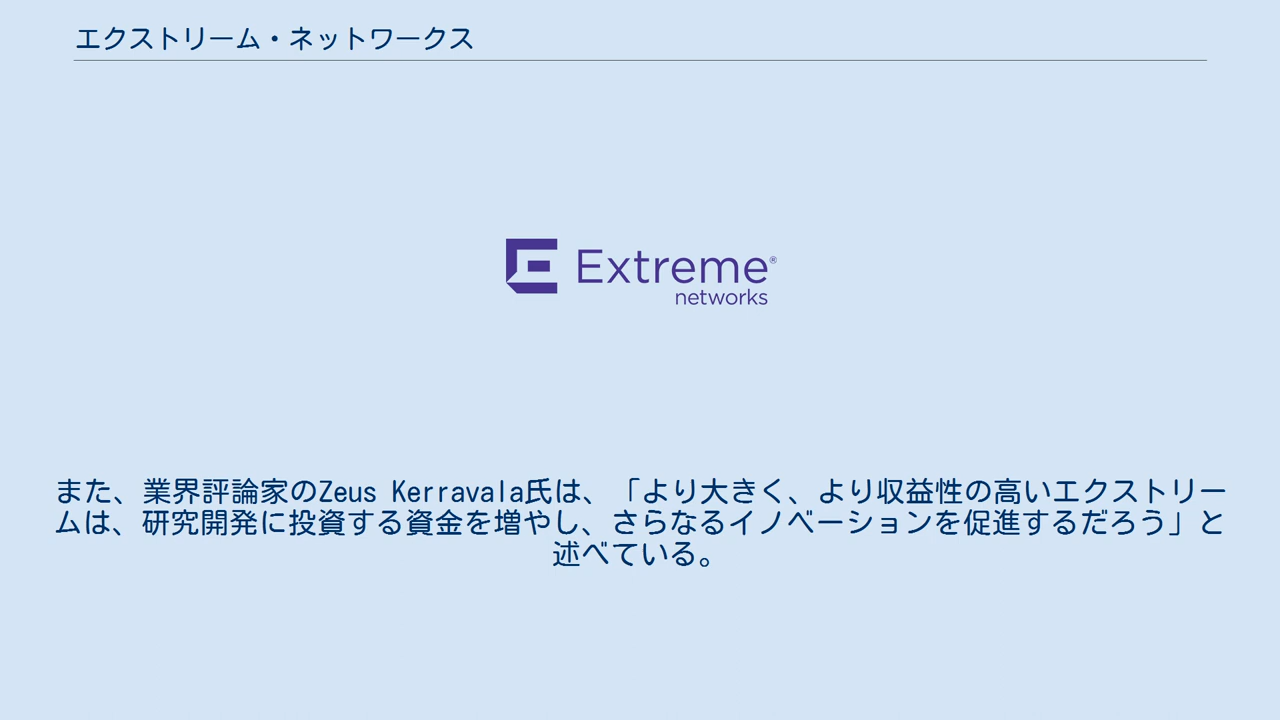 エクストリーム・ネットワークス
Extreme®
networks
また、業界評論家のZeus Kerravala氏は、「より大きく、より収益性の高いエクストリー
ムは、研究開発に投資する資金を増やし、さらなるイノベーションを促進するだろう」と
述べている。